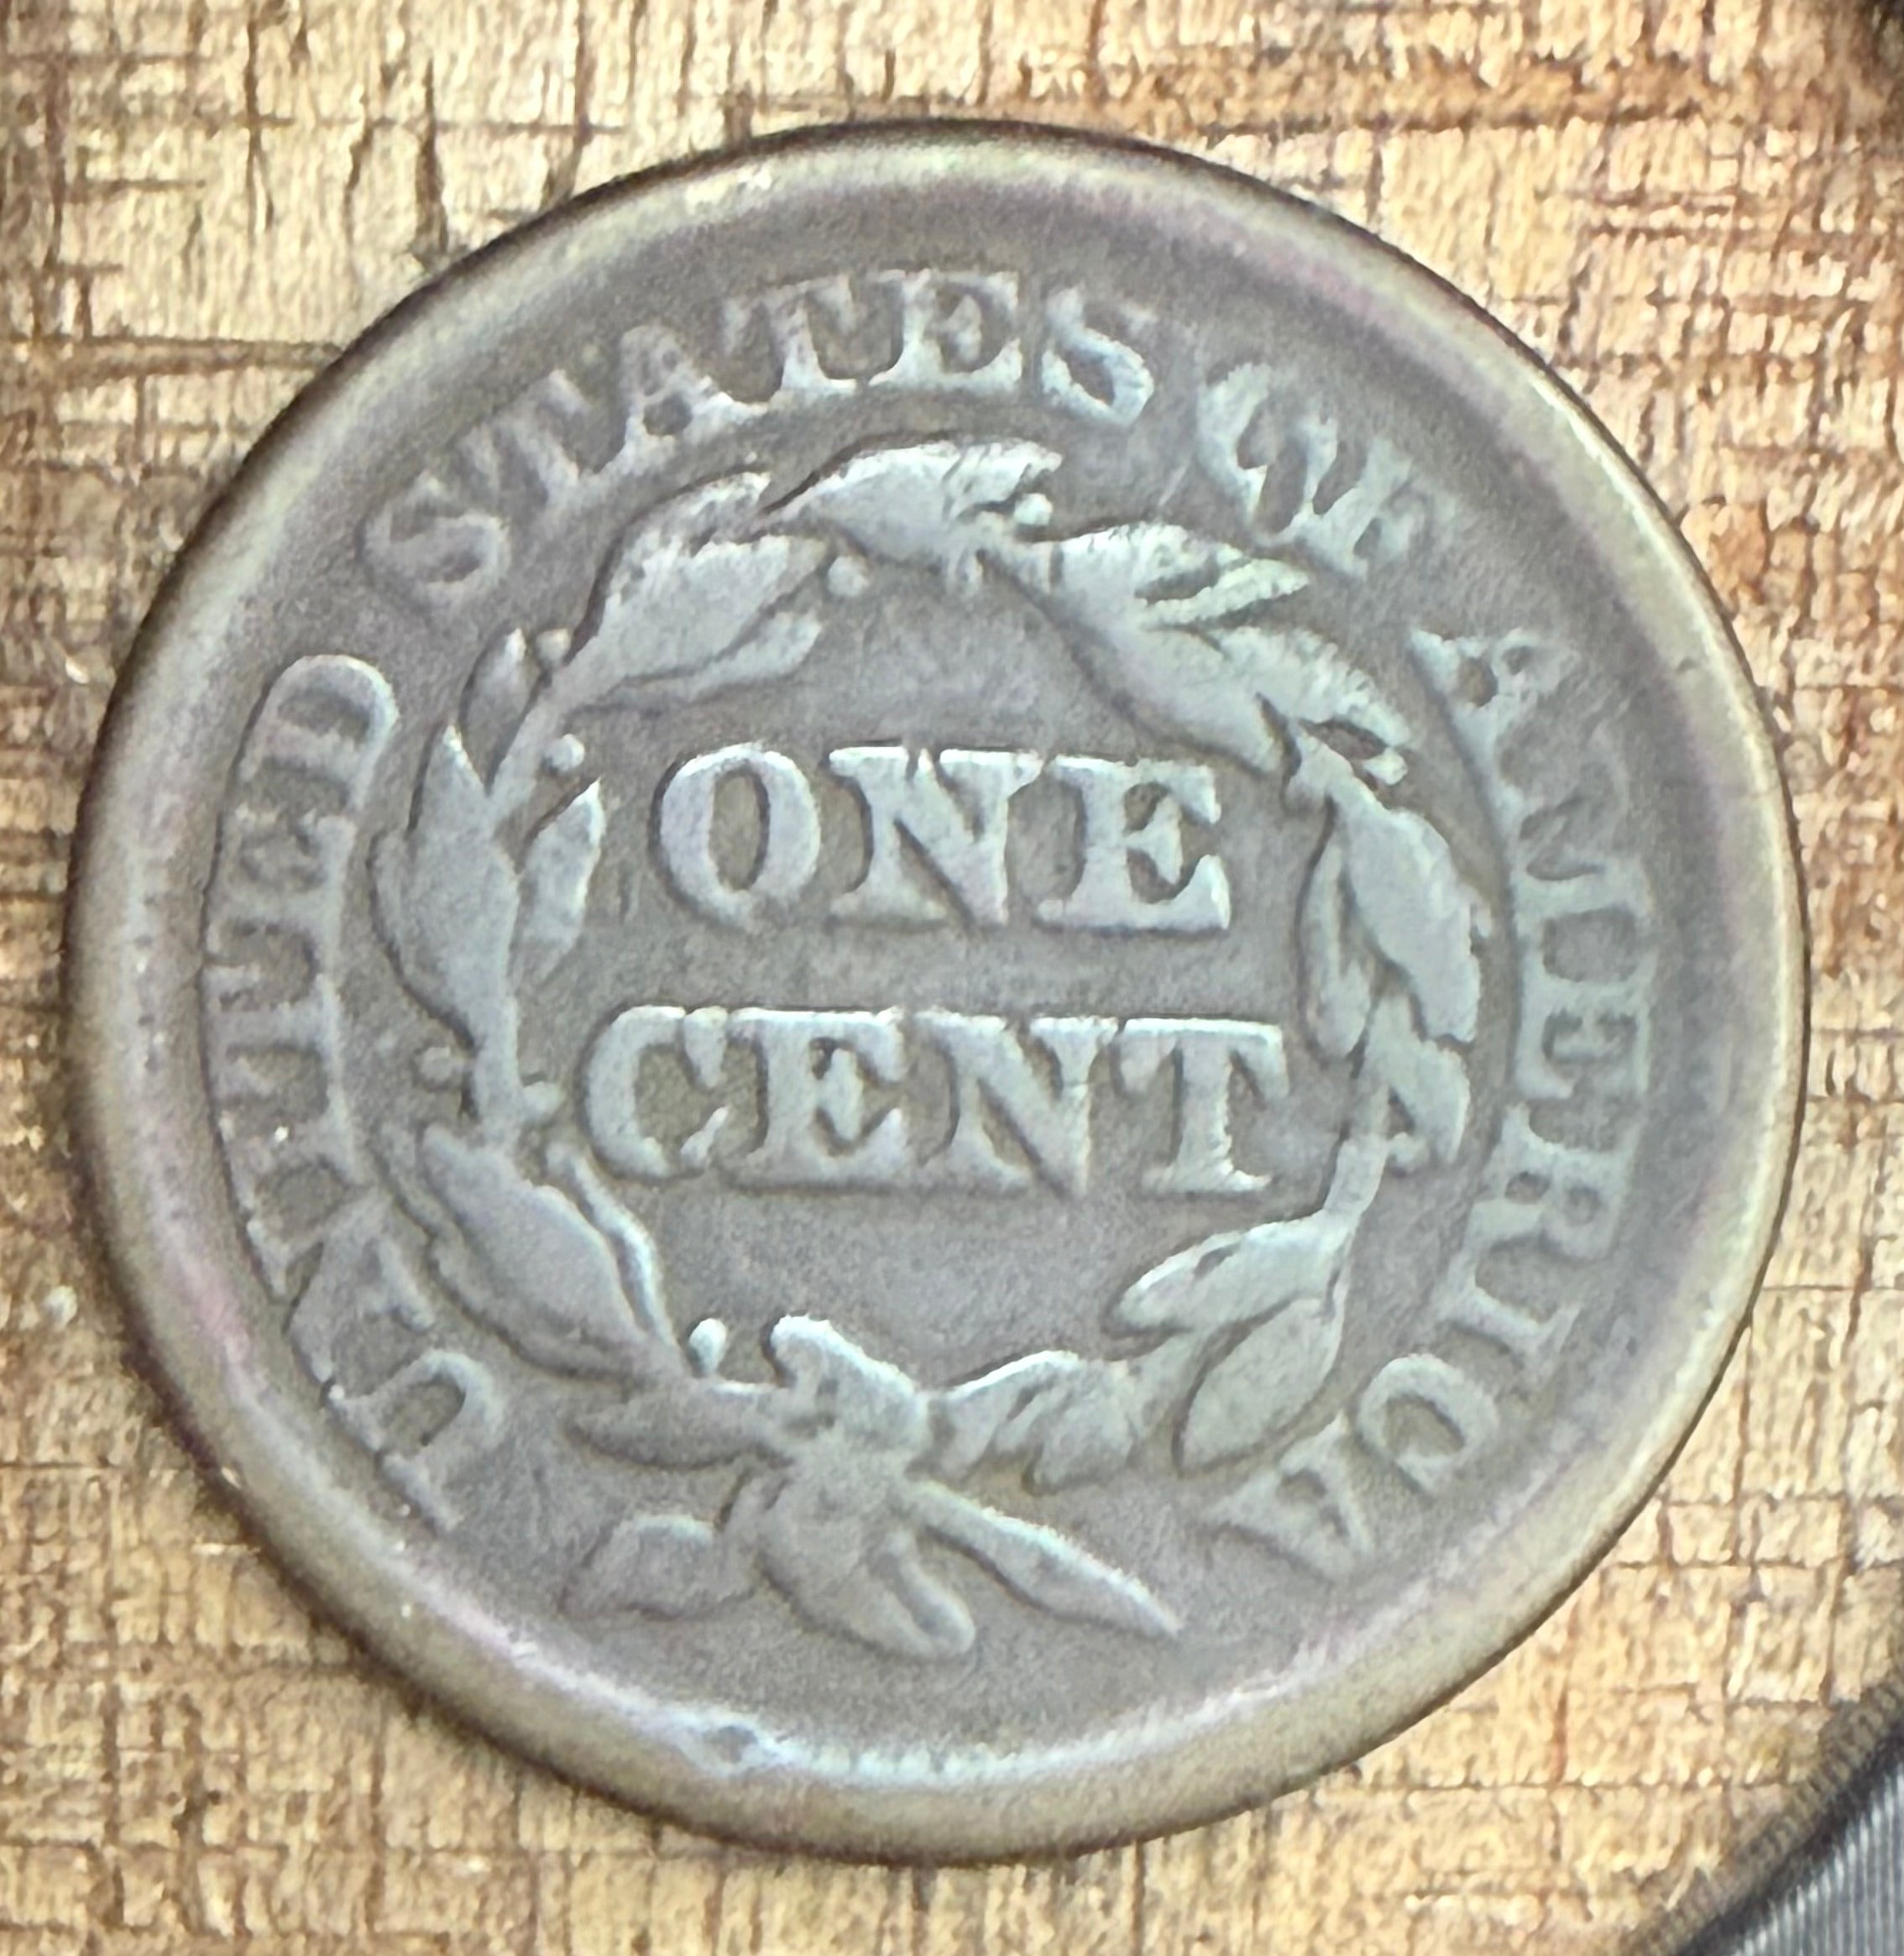 UNITED STATES OF AMERICA
ONE
CENT